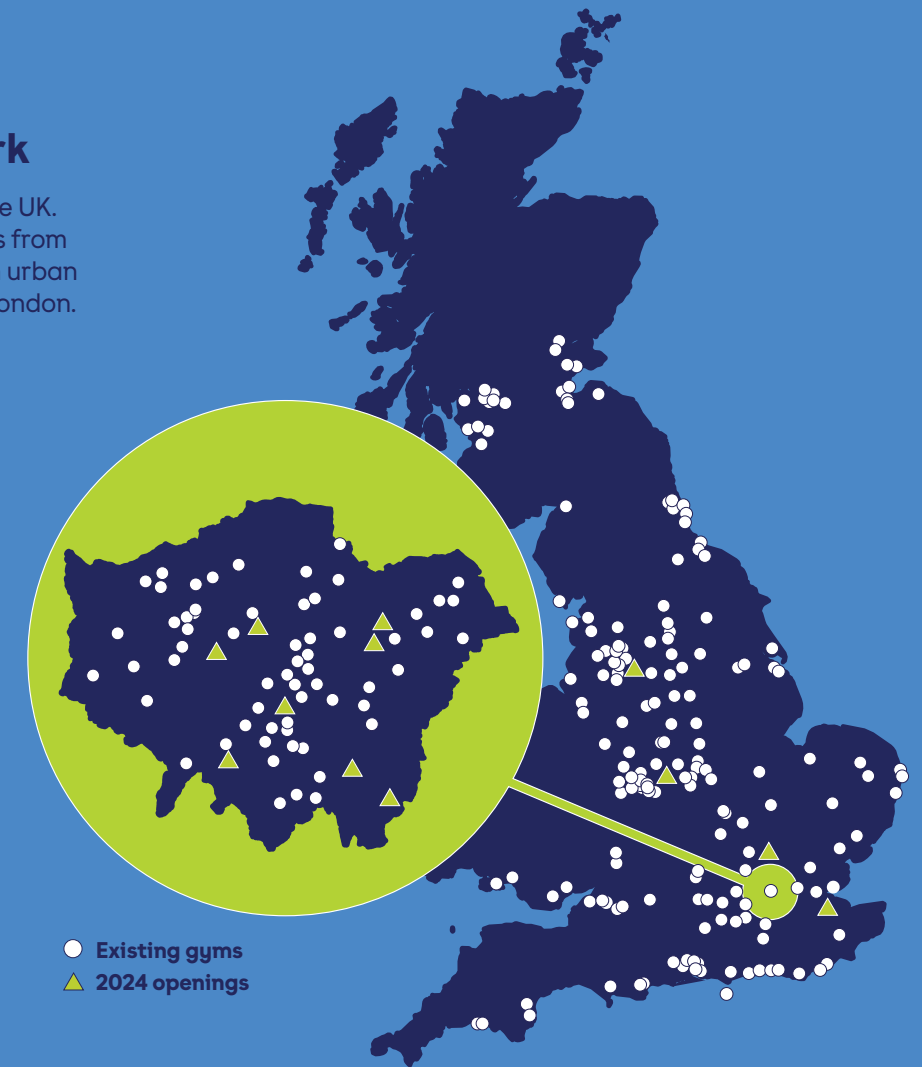 rk
e UK.
s from
urban
ondon.
Existing gyms
2024 openings